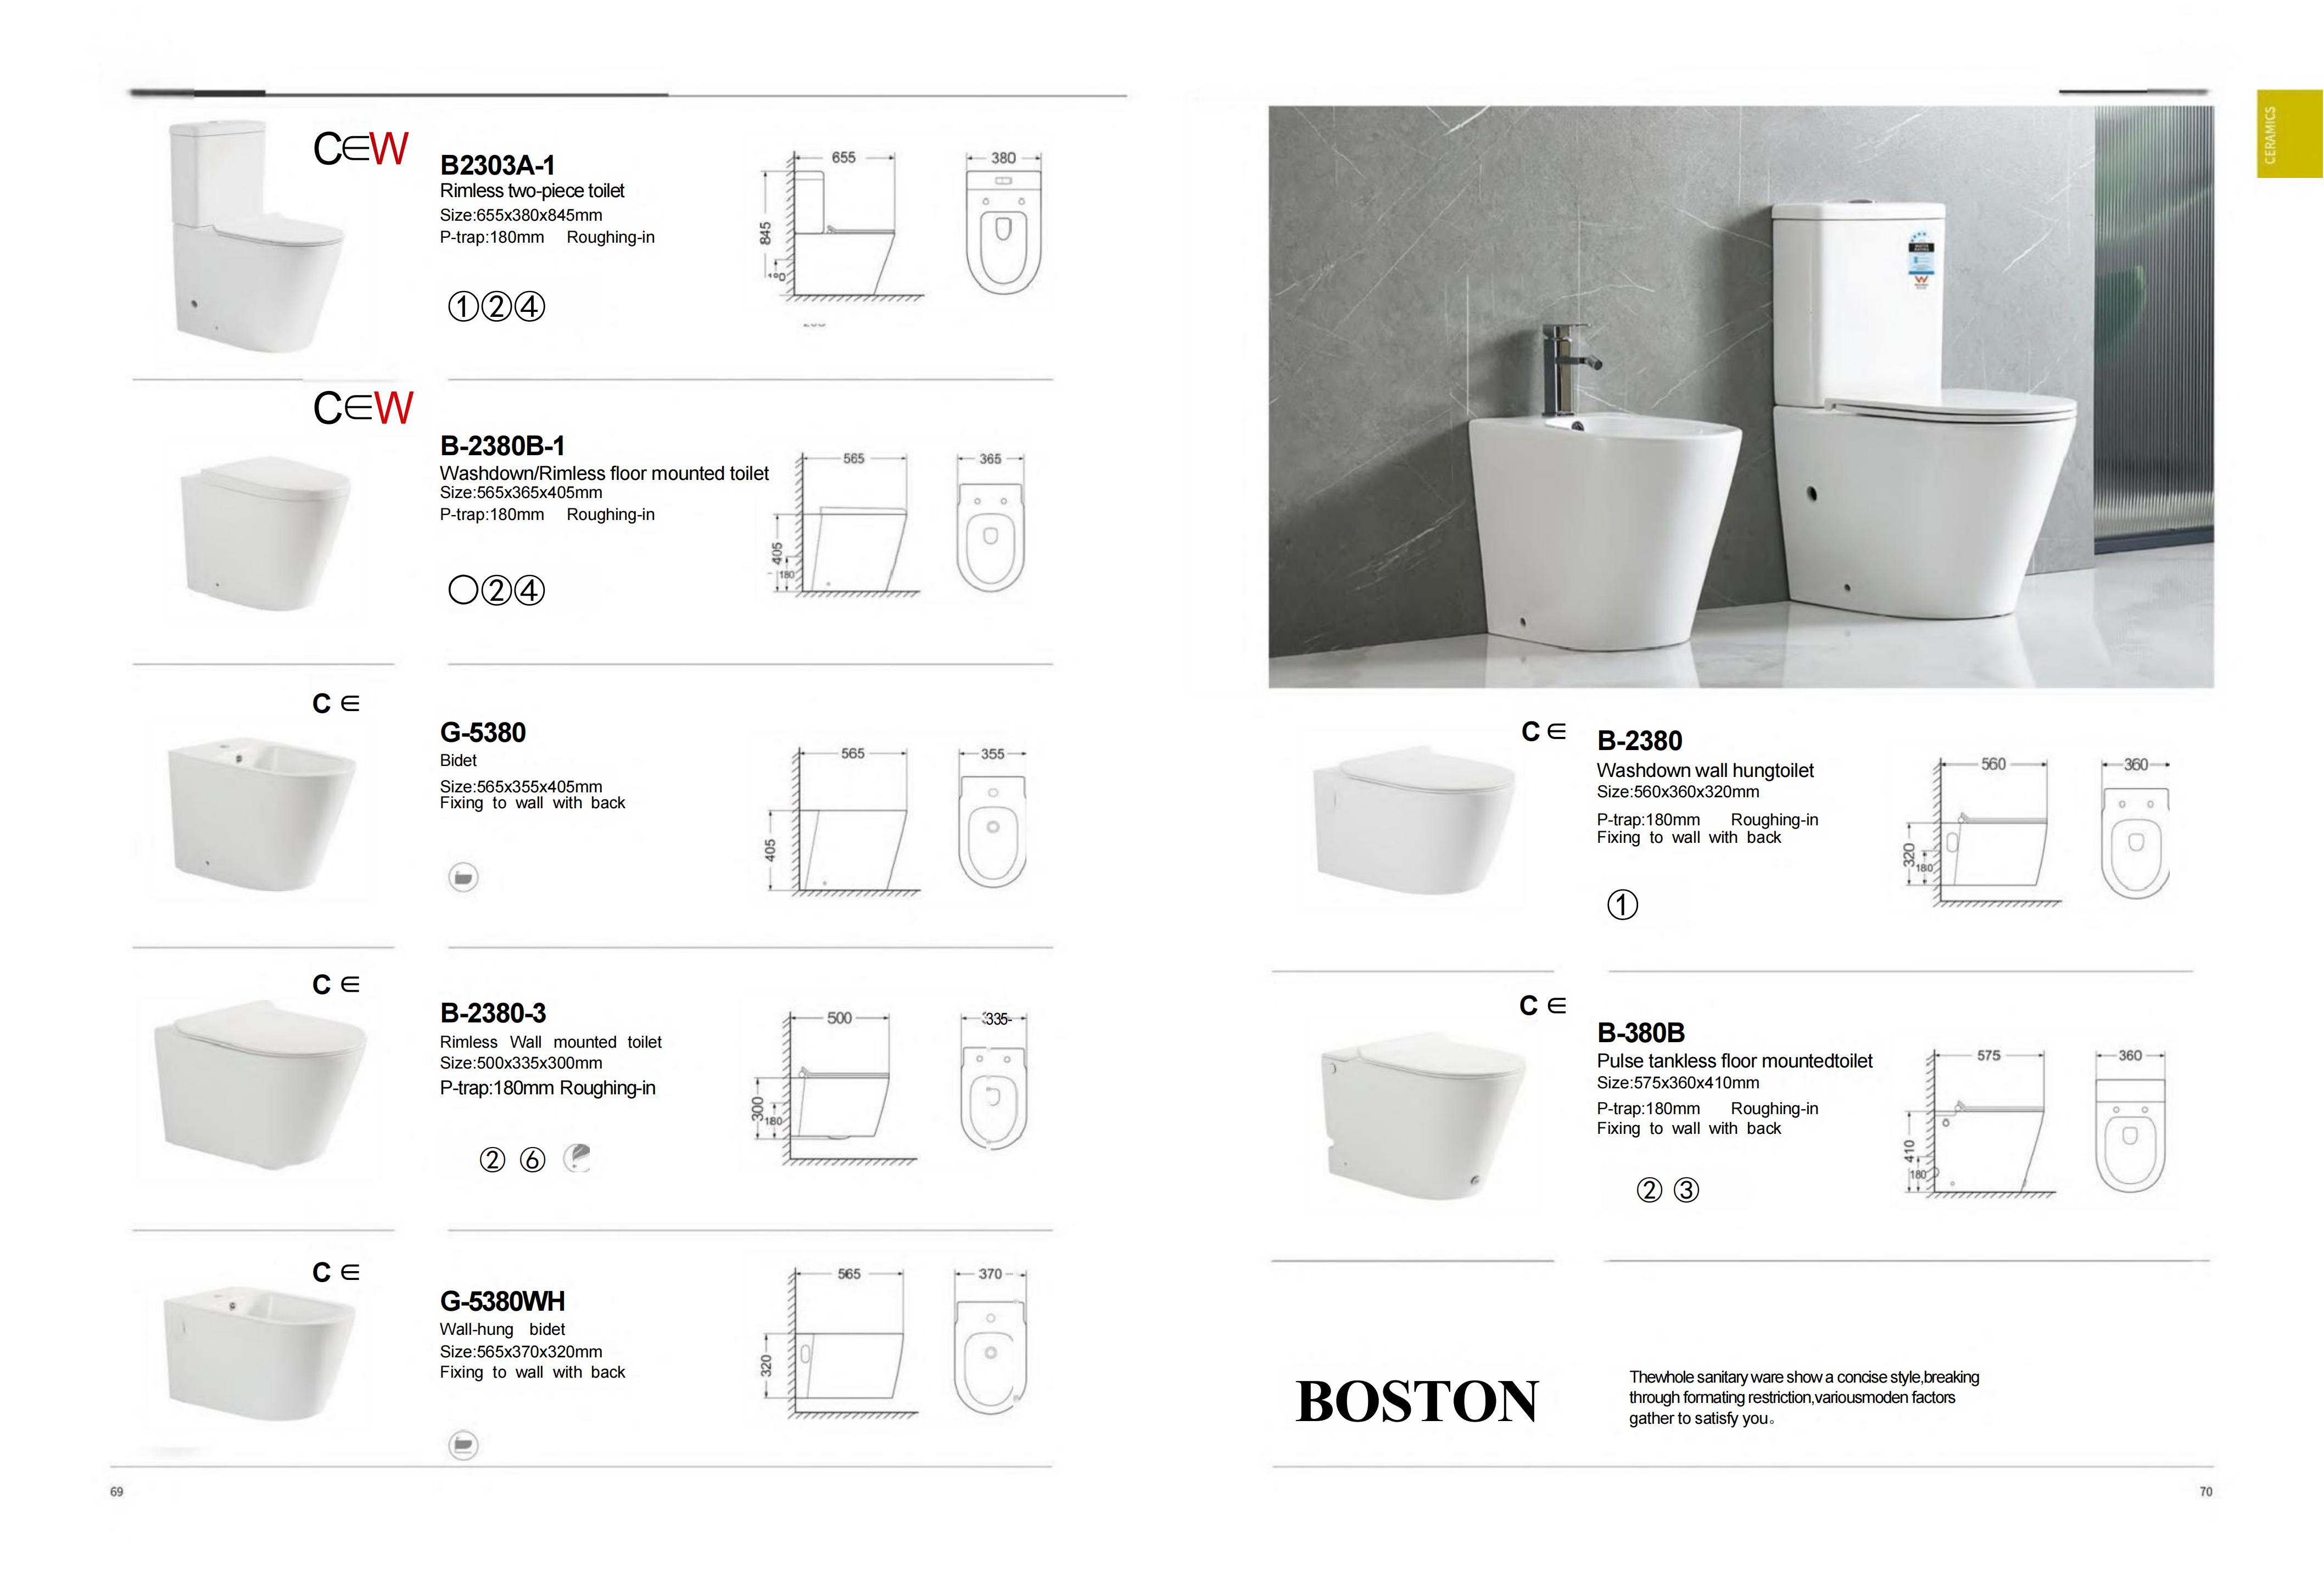 CERAMICS
C∈W
B2303A-1
Rimless two-piece toilet
Size:655x380x845mm
P-trap:180mm Roughing-in
①②④
655
380
845
C∈W
B-2380B-1
Washdown/Rimless floor mounted toilet
Size:565x365x405mm
P-trap:180mm Roughing-in
○②④
565
365
405
180
C ∈
G-5380
Bidet
Size:565x355x405mm
Fixing to wall with back
565
355
405
C ∈
B-2380-3
Rimless Wall mounted toilet
Size:500x335x300mm
P-trap:180mm Roughing-in
② ⑥
500
335-
300
180
C ∈
G-5380WH
Wall-hung bidet
Size:565x370x320mm
Fixing to wall with back
565
370
320
69
C ∈
B-2380
Washdown wall hungtoilet
Size:560x360x320mm
P-trap:180mm Roughing-in
Fixing to wall with back
①
560
360
320
180
C ∈
B-380B
Pulse tankless floor mountedtoilet
Size:575x360x410mm
P-trap:180mm Roughing-in
Fixing to wall with back
② ③
575
360
410
180
BOSTON
Thewhole sanitary ware show a concise style,breaking
through formating restriction,variousmoden factors
gather to satisfy you。
70